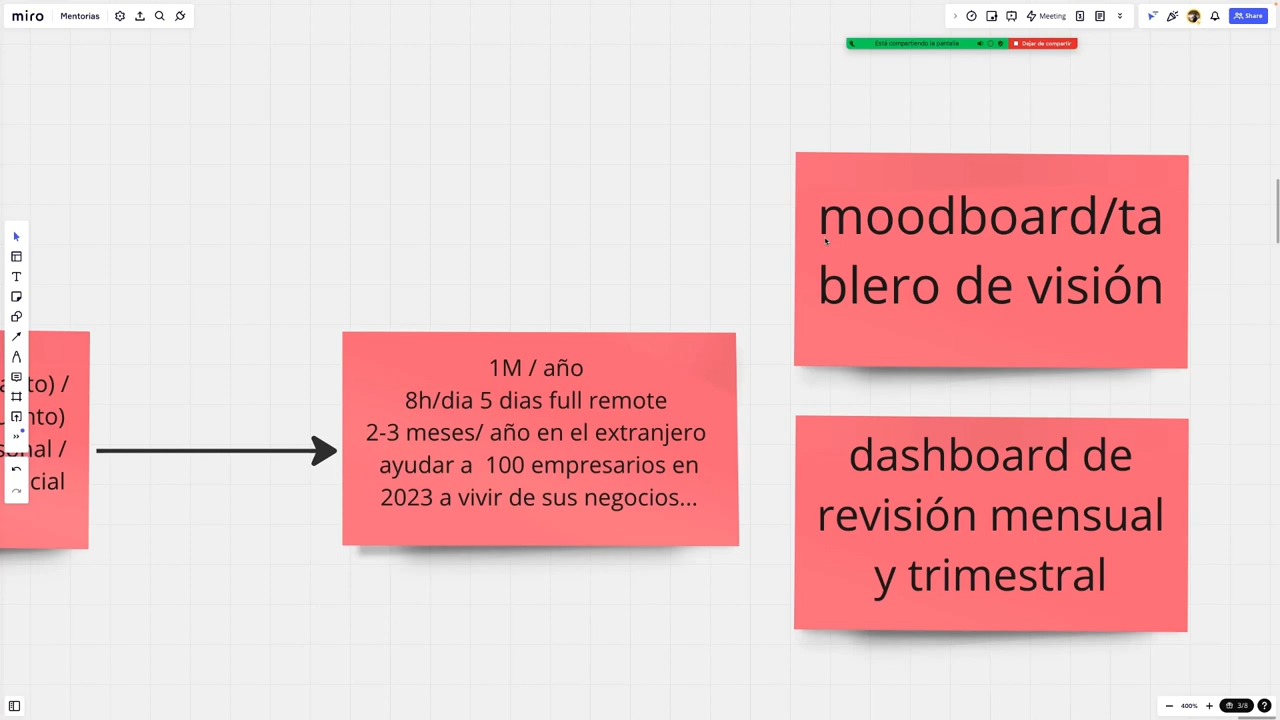 miro
Mentorias
Meeting
Share
Está compartiendo la pantalla
Dejar de compartir
moodboard/ta
blero de visión
to) /
nto)
nal /
cial
1M / año
8h/dia 5 dias full remote
2-3 meses/ año en el extranjero
ayudar a  100 empresarios en
2023 a vivir de sus negocios...
dashboard de
revisión mensual
y trimestral
400%
3/8